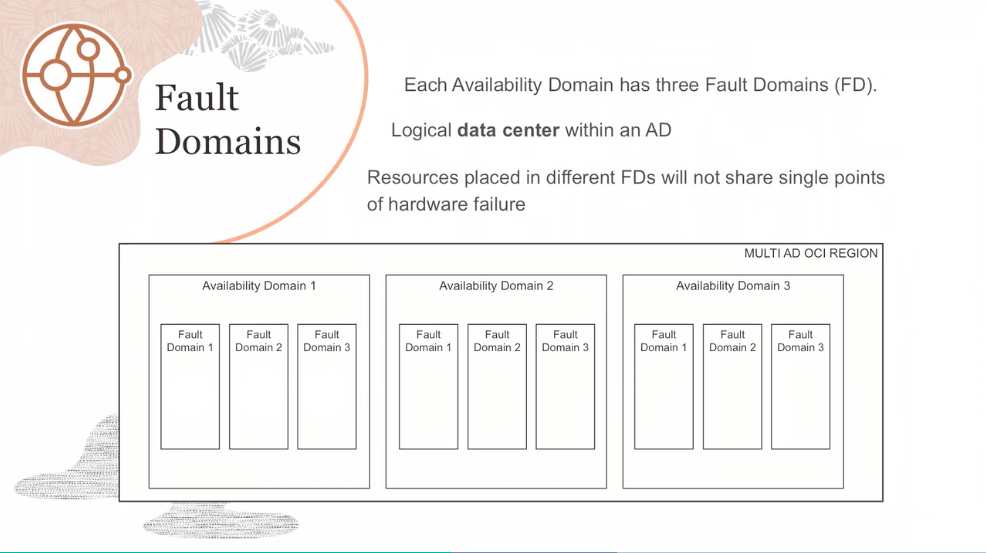 Fault
Domains
Each Availability Domain has three Fault Domains (FD).
Logical data center within an AD
Resources placed in different FDs will not share single points
of hardware failure
MULTI AD OCI REGION
Availability Domain 1
Fault
Domain 1
Fault
Domain 2
Fault
Domain 3
Availability Domain 2
Fault
Domain 1
Fault
Domain 2
Fault
Domain 3
Availability Domain 3
Fault
Domain 1
Fault
Domain 2
Fault
Domain 3